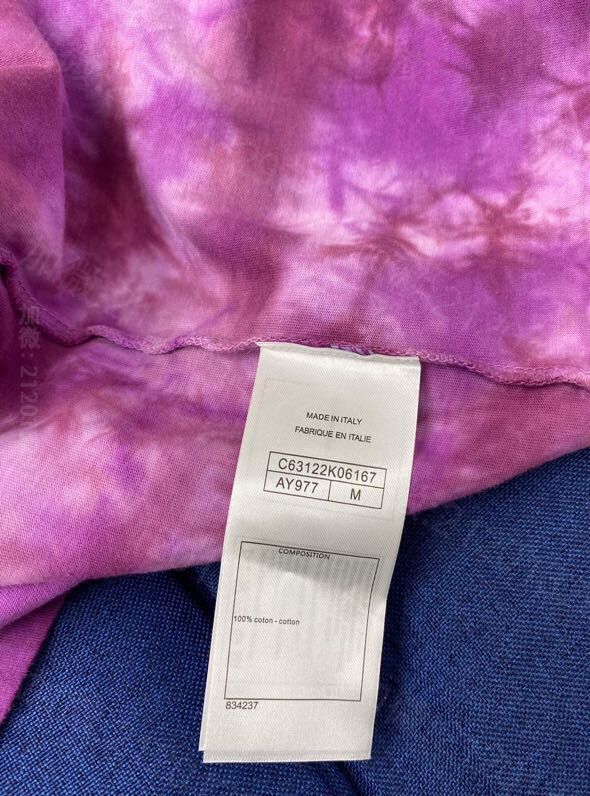 MADE IN ITALY
FABRIQUE EN ITALIE
C63122K06167
AY977 M
COMPOSITION
100% coton - cotton
834237